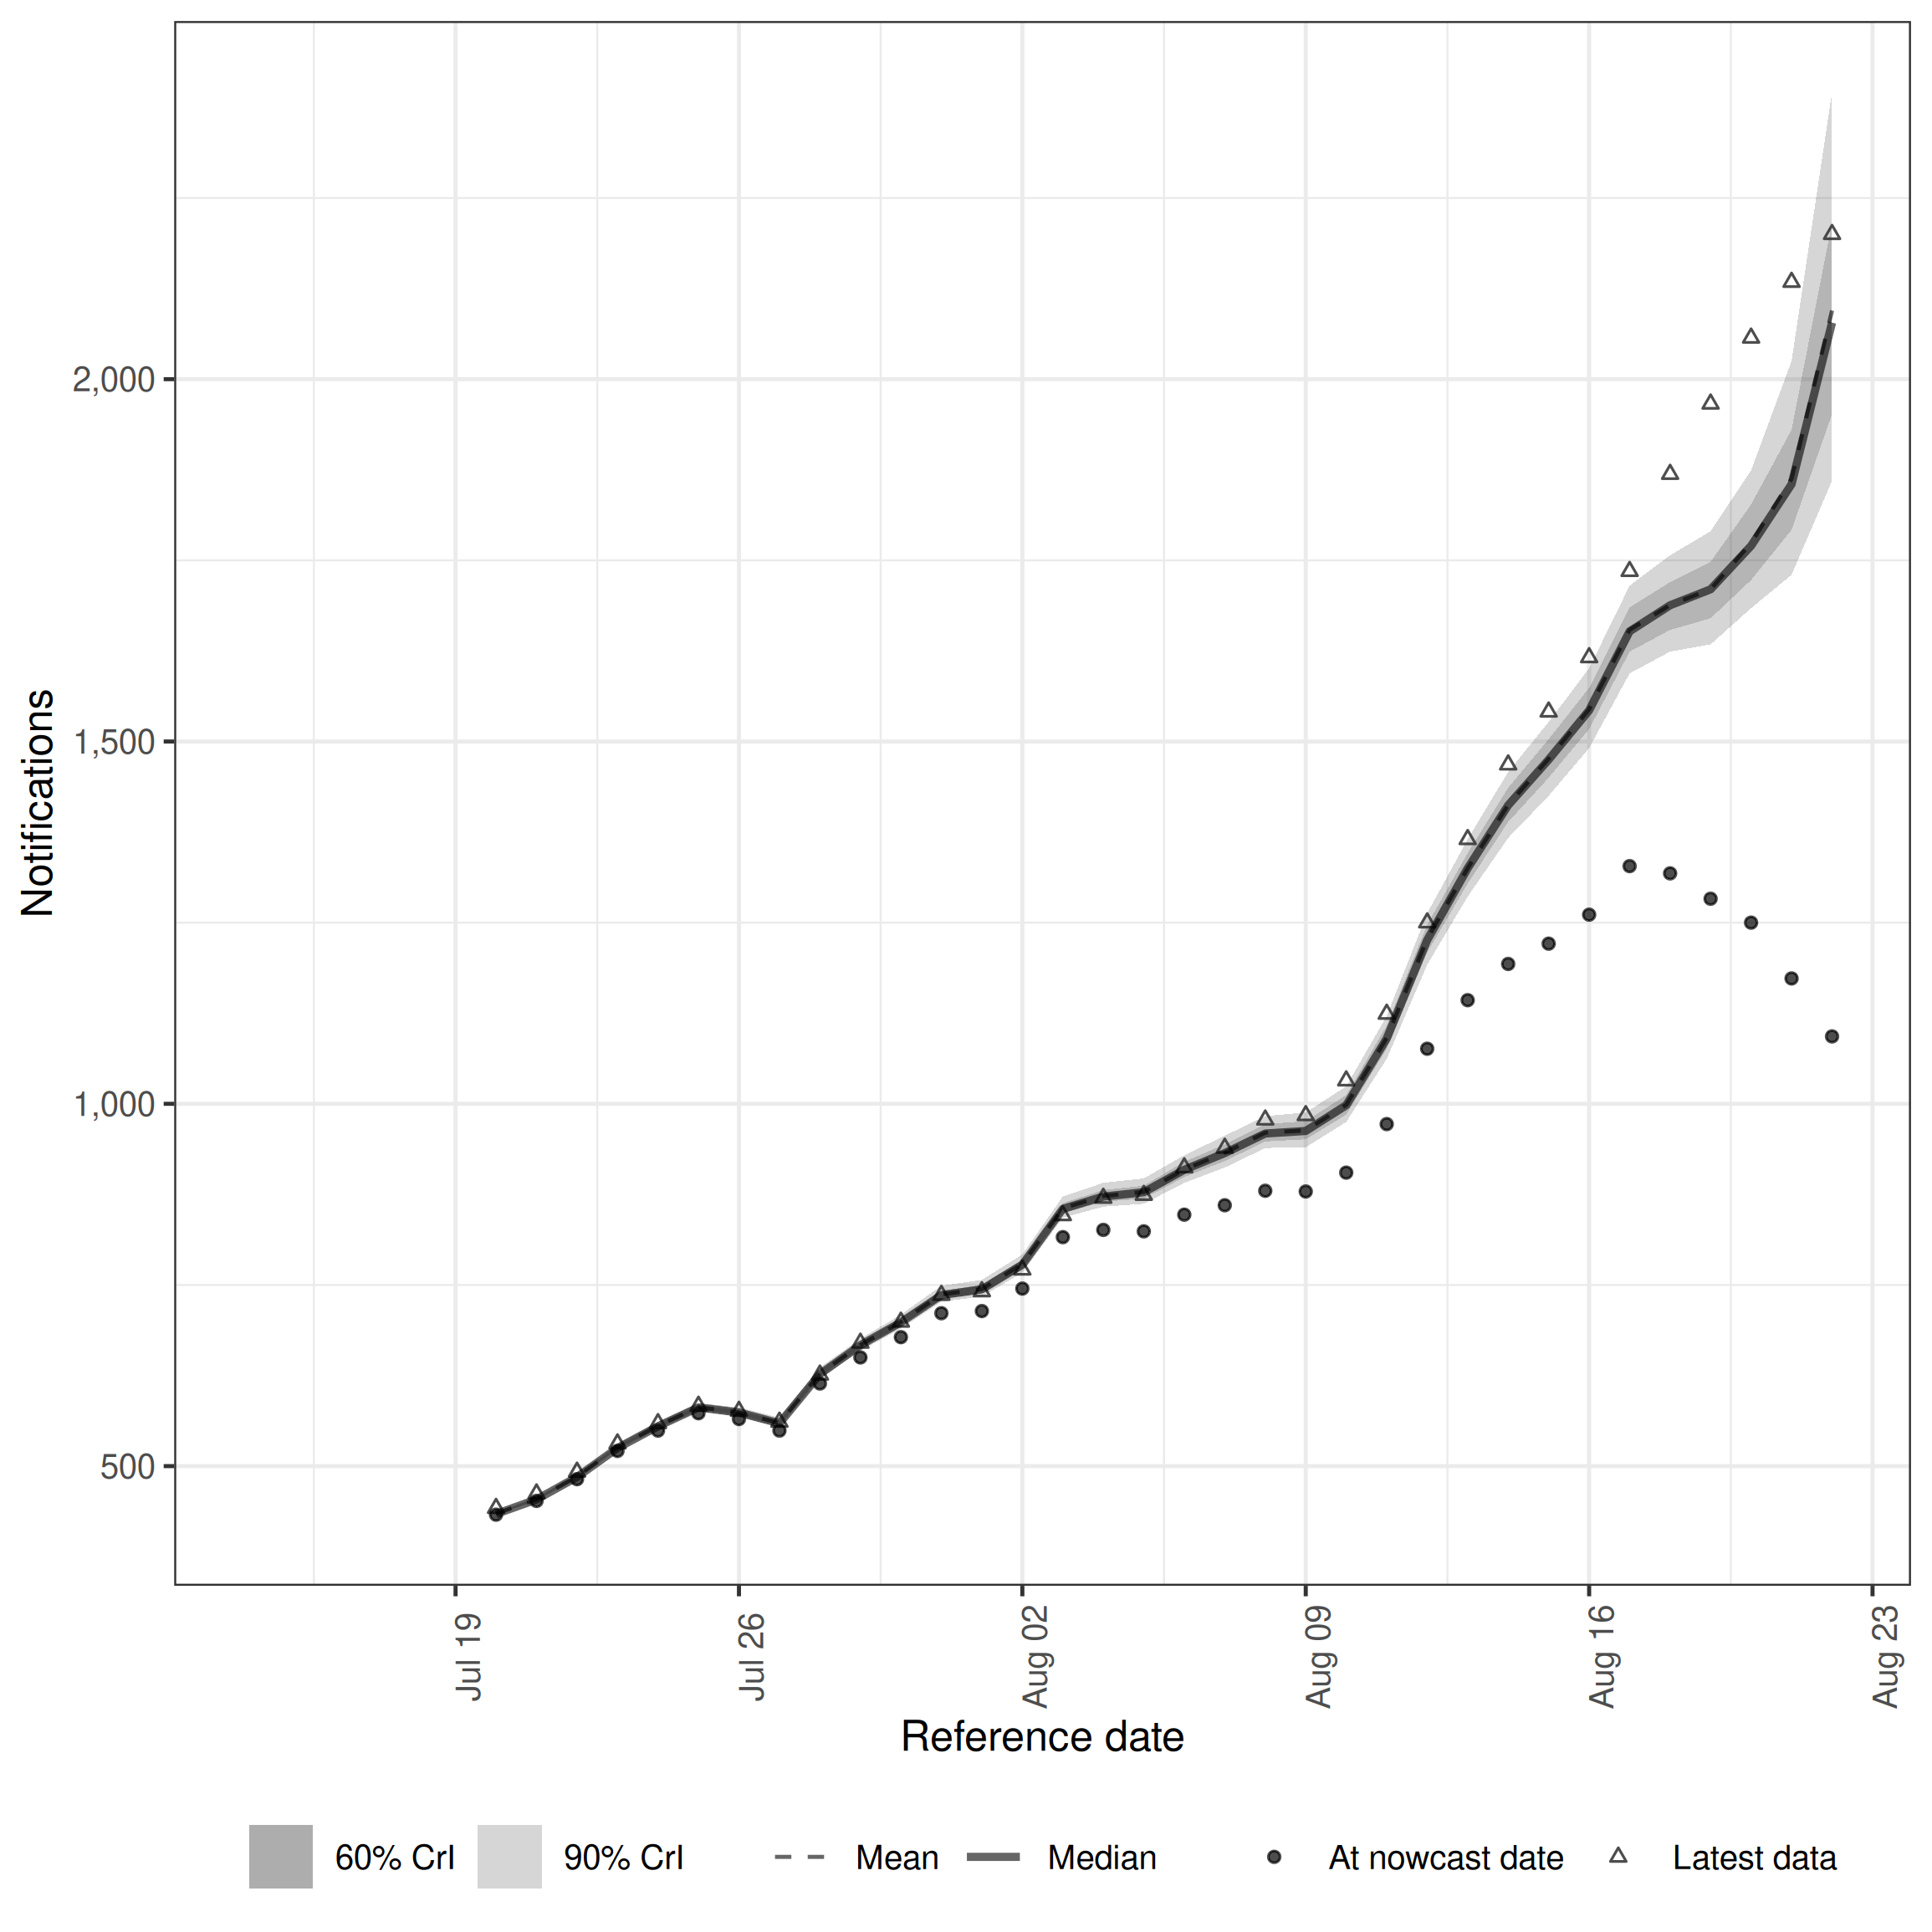 Notifications
2,000
1,500
1,000
500
Jul 19
Jul 26
Aug 02
Aug 09
Aug 16
Aug 23
Reference date
60% CrI
90% CrI
Mean
Median
At nowcast date
Latest data